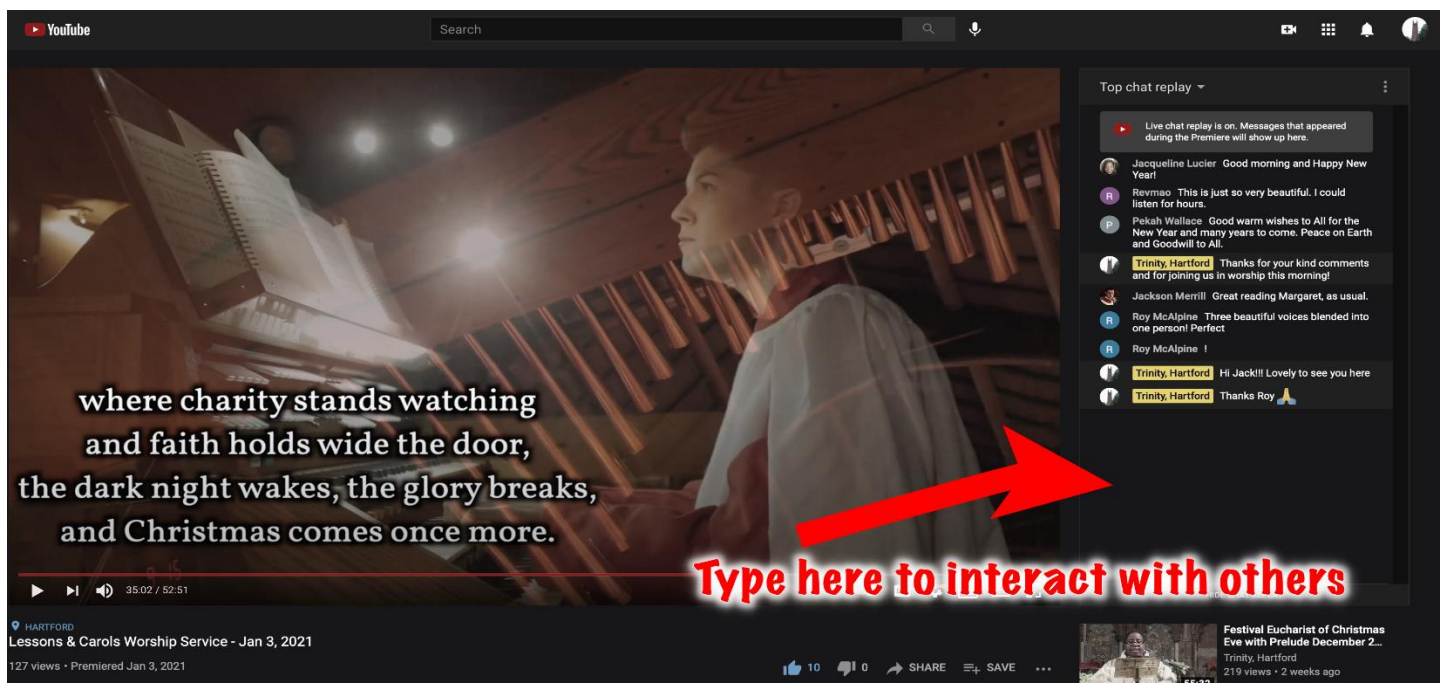 YouTube
Search
where charity stands watching
and faith holds wide the door,
the dark night wakes, the glory breaks,
and Christmas comes once more.
35:02 / 52:51
Top chat replay
Live chat replay is on. Messages that appeared
during the Premiere will show up here.
Jacqueline Lucier Good morning and Happy New
Year!
R
Revmao This is just so very beautiful. I could
listen for hours.
P
Pekah Wallace Good warm wishes to All for the
New Year and many years to come. Peace on Earth
and Goodwill to All.
Trinity, Hartford Thanks for your kind comments
and for joining us in worship this morning!
Jackson Merrill Great reading Margaret, as usual.
R
Roy McAlpine Three beautiful voices blended into
one person! Perfect
R
Roy McAlpine !
Trinity, Hartford Hi Jack!!! Lovely to see you here
Trinity, Hartford Thanks Roy 🙏
Type here to interact with others
HARTFORD
Lessons & Carols Worship Service - Jan 3, 2021
127 views • Premiered Jan 3, 2021
10 0 SHARE SAVE ...
Festival Eucharist of Christmas
Eve with Prelude December 2...
Trinity, Hartford
219 views • 2 weeks ago
55:32